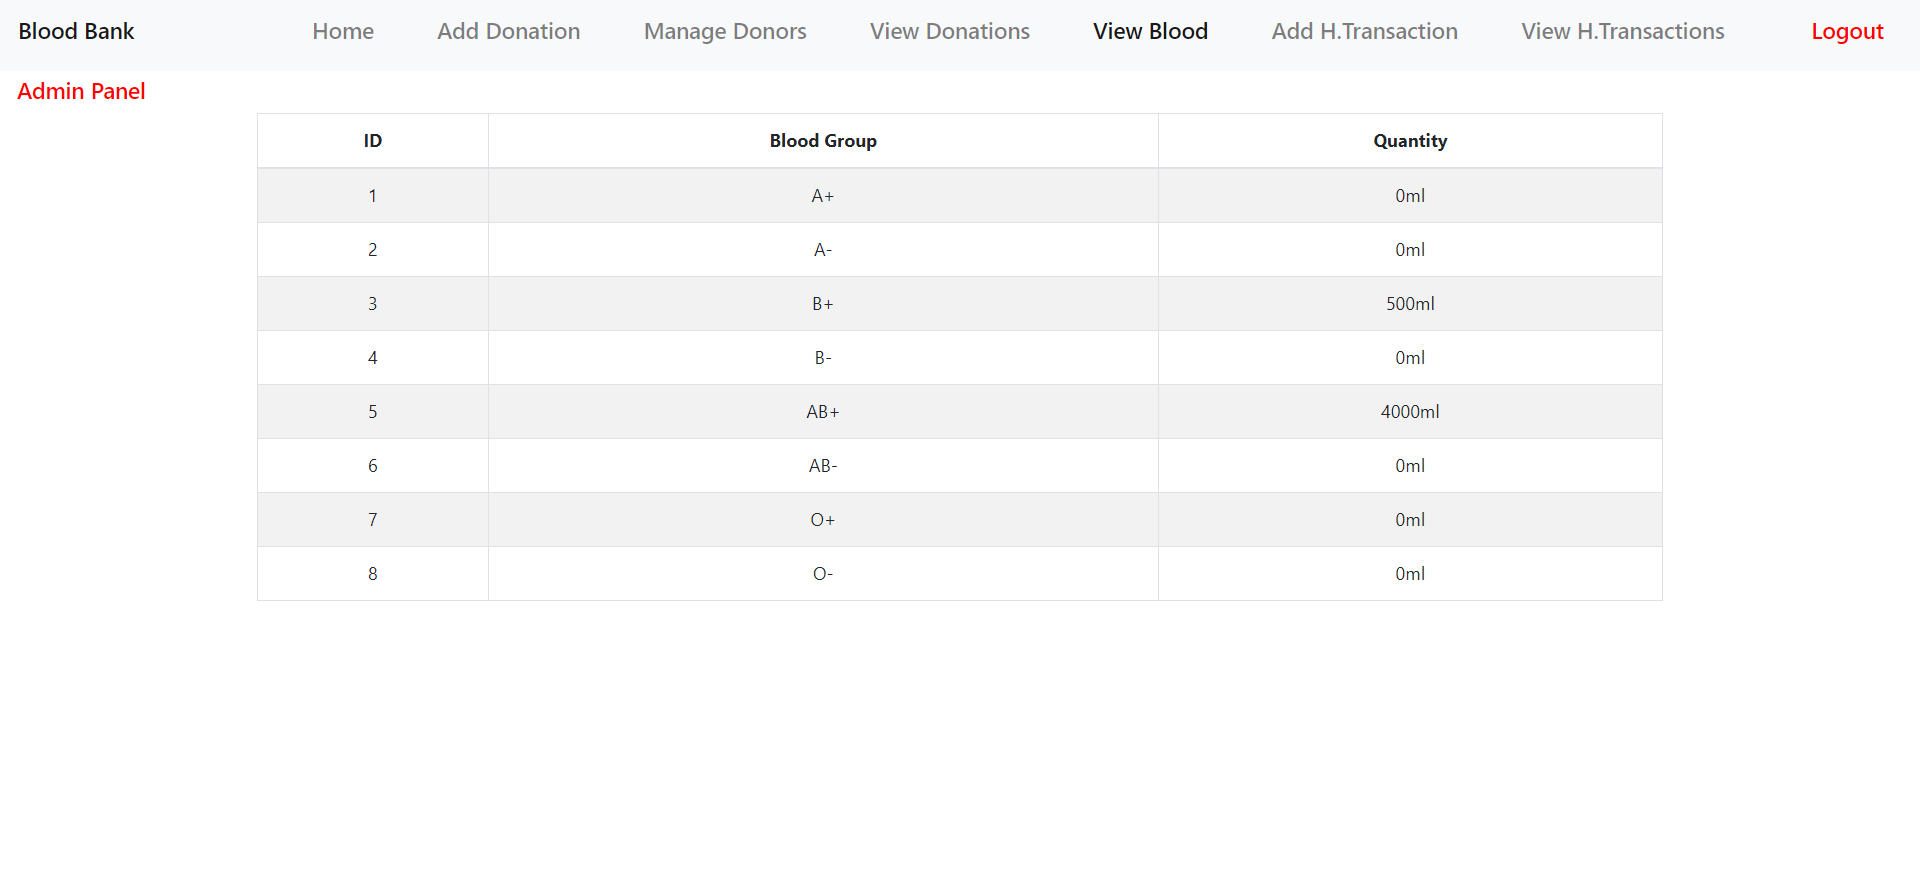 Blood Bank Home Add Donation Manage Donors View Donations View Blood Add H.Transaction View H.Transactions Logout
Admin Panel
ID Blood Group Quantity
1 A+ 0ml
2 A- 0ml
3 B+ 500ml
4 B- 0ml
5 AB+ 4000ml
6 AB- 0ml
7 O+ 0ml
8 O- 0ml